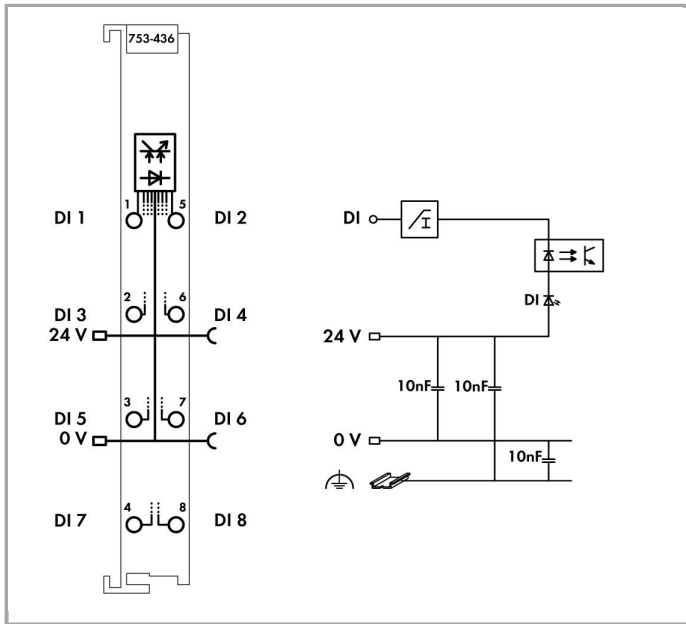 753-436
1 5
DI 1 DI 2
2 6
DI 3 DI 4
24 V
3 7
DI 5 DI 6
0 V
4 8
DI 7 DI 8
DI I
DI
24 V
10nF 10nF
0 V
10nF